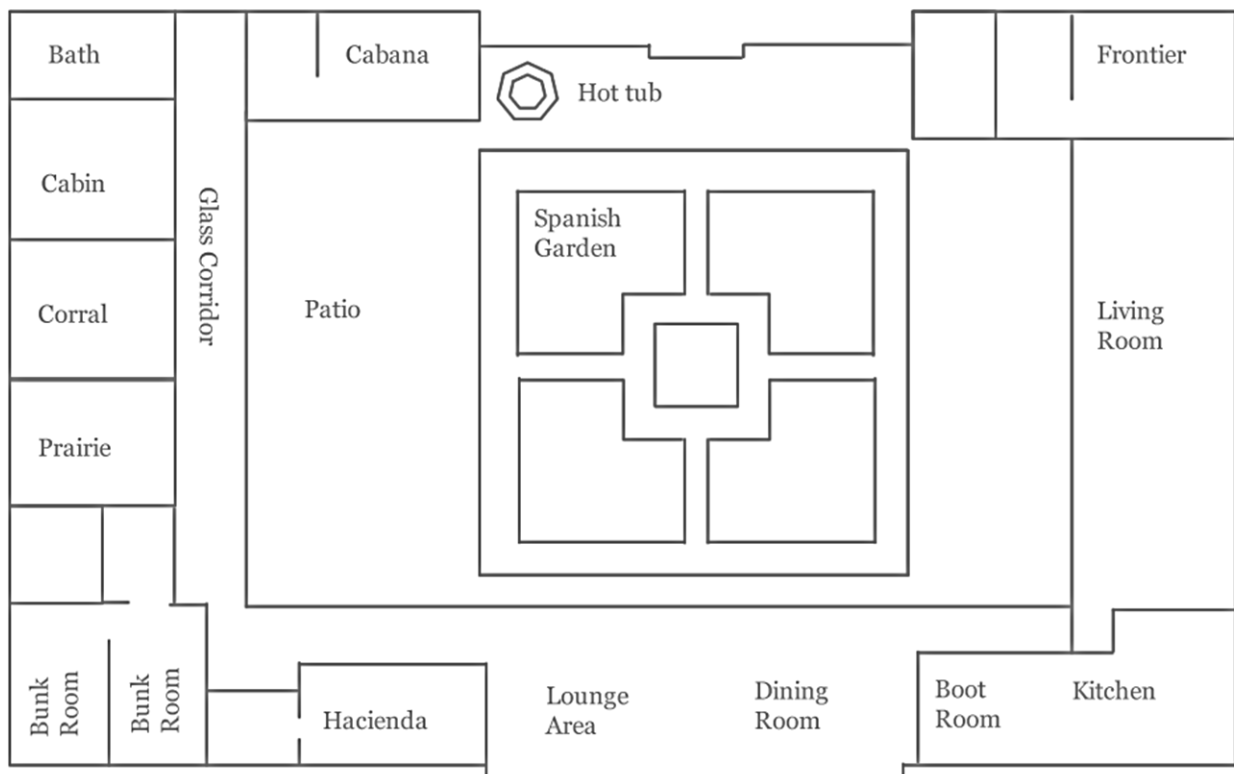 Bath
Cabana
Frontier
Hot tub
Cabin
Glass Corridor
Spanish
Garden
Corral
Patio
Living
Room
Prairie
Bunk
Room
Bunk
Room
Hacienda
Lounge
Area
Dining
Room
Boot
Room
Kitchen